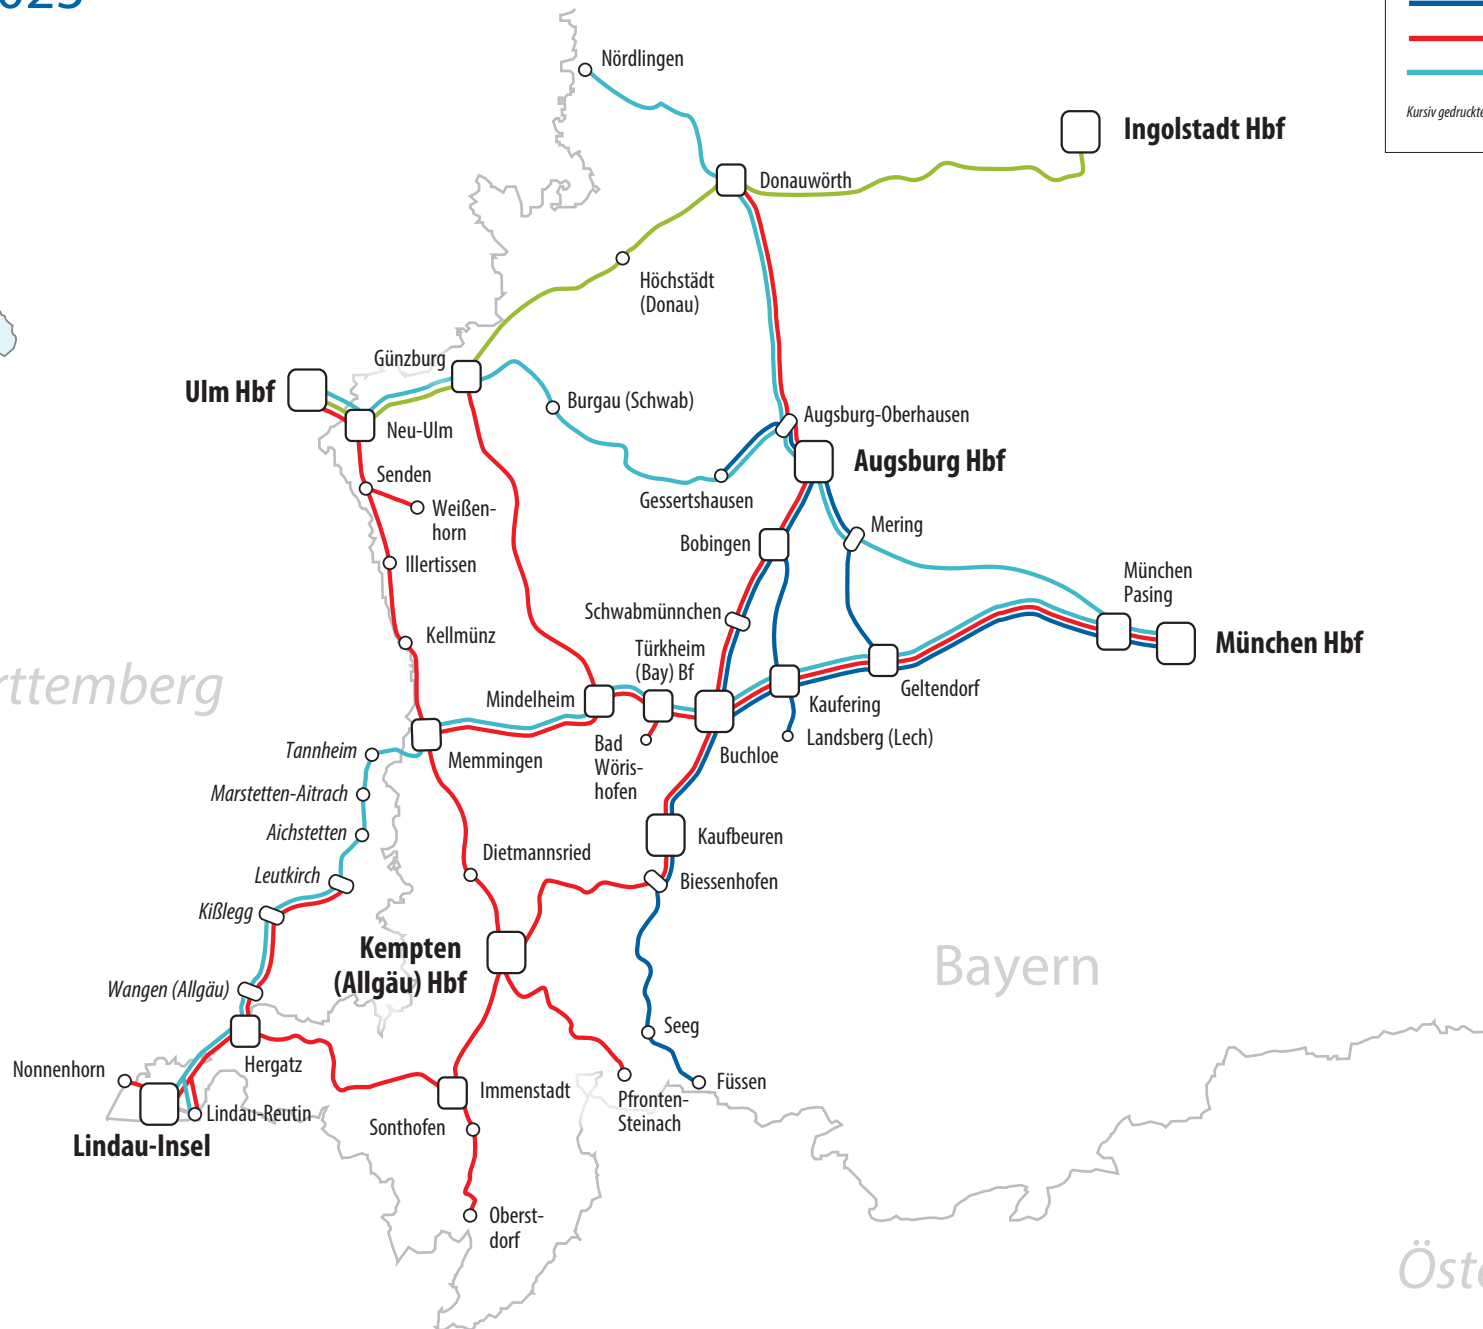 Nördlingen
Kursiv gedruckte
Ingolstadt Hbf
Donauwörth
Höchstädt
(Donau)
Günzburg
Ulm Hbf
Burgau (Schwab)
Augsburg-Oberhausen
Neu-Ulm
Augsburg Hbf
Senden
Gessertshausen
Weißen-
horn
Mering
Bobingen
Illertissen
München
Pasing
Schwabmünnchen
Kellmünz
Türkheim
(Bay) Bf
München Hbf
rttemberg
Mindelheim
Geltendorf
Kaufering
Landsberg (Lech)
Bad
Wöris-
hofen
Buchloe
Tannheim
Memmingen
Marstetten-Aitrach
Aichstetten
Kaufbeuren
Dietmannsried
Leutkirch
Biessenhofen
Kißlegg
Kempten
(Allgäu) Hbf
Bayern
Wangen (Allgäu)
Seeg
Hergatz
Nonnenhorn
Füssen
Immenstadt
Pfronten-
Steinach
Lindau-Reutin
Sonthofen
Lindau-Insel
Oberst-
dorf